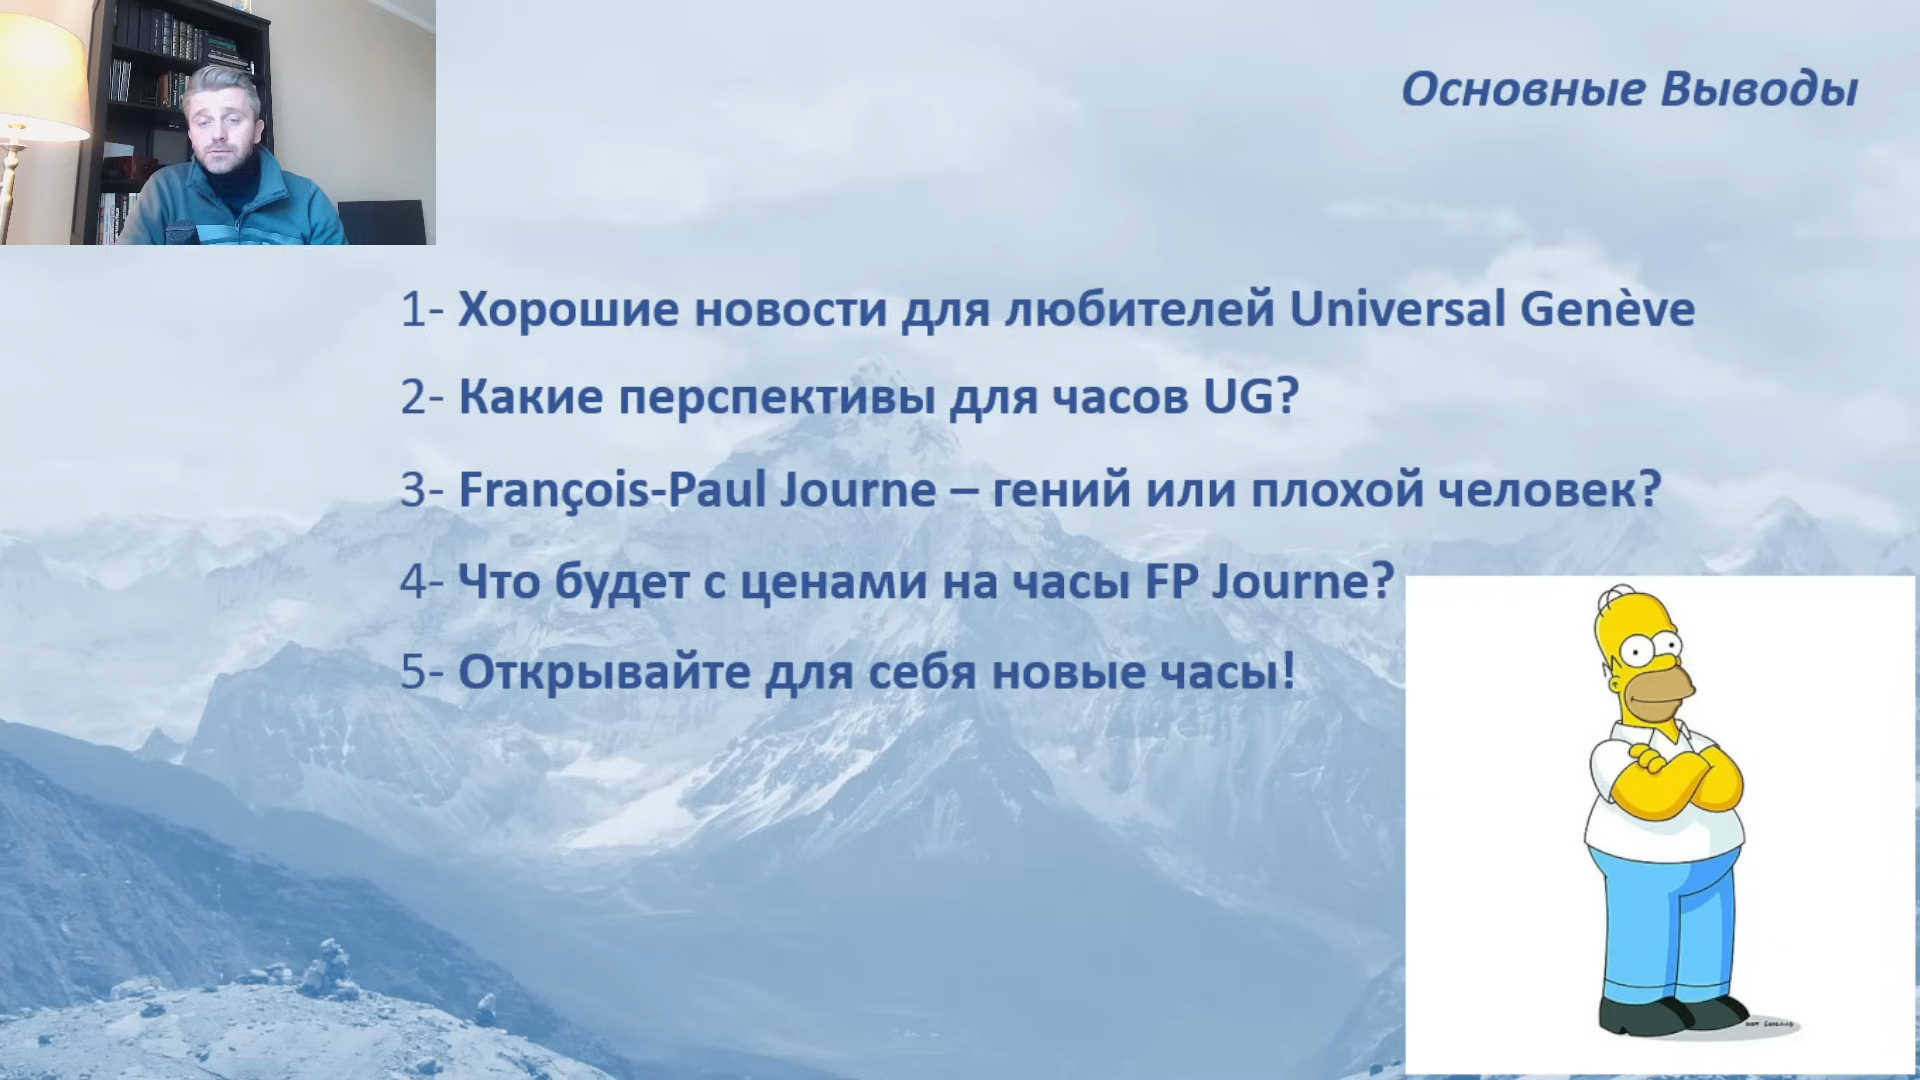 Основные Выводы
1- Хорошие новости для любителей Universal Genève
2- Какие перспективы для часов UG?
3- François-Paul Journe – гений или плохой человек?
4- Что будет с ценами на часы FP Journe?
5- Открывайте для себя новые часы!